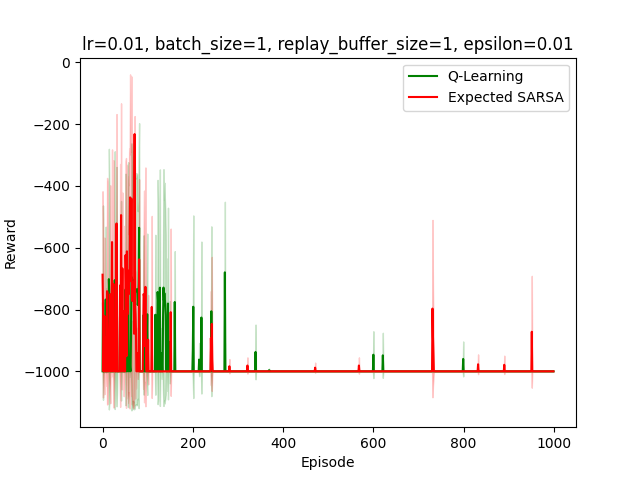 lr=0.01, batch_size=1, replay_buffer_size=1, epsilon=0.01
Q-Learning
Expected SARSA
Reward
0
−200
−400
−600
−800
−1000
0 200 400 600 800 1000
Episode